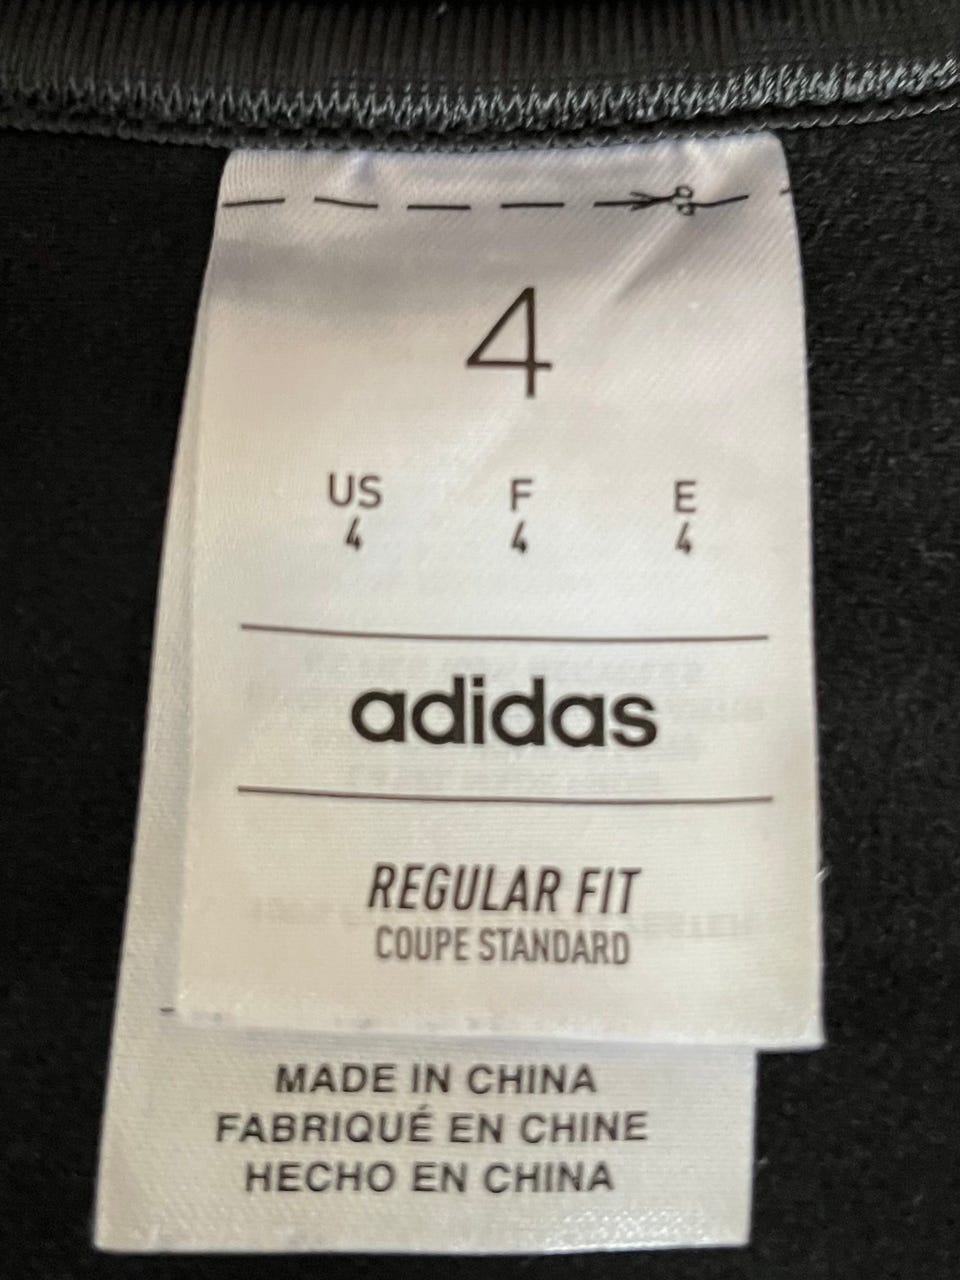 4
US F E
4 4 4
adidas
REGULAR FIT
COUPE STANDARD
MADE IN CHINA
FABRIQUÉ EN CHINE
HECHO EN CHINA